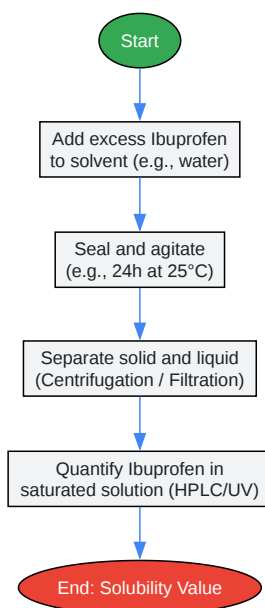 Start
Add excess Ibuprofen
to solvent (e.g., water)
Seal and agitate
(e.g., 24h at 25°C)
Separate solid and liquid
(Centrifugation / Filtration)
Quantify Ibuprofen in
saturated solution (HPLC/UV)
End: Solubility Value